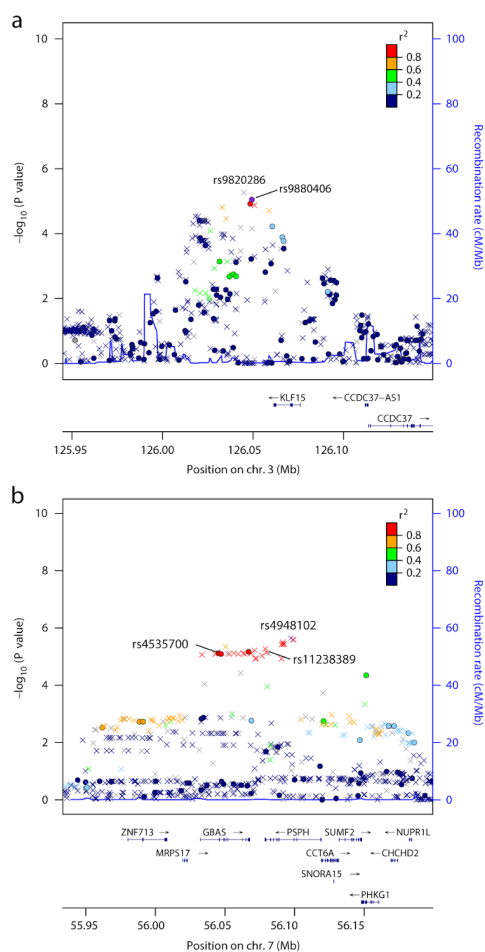 a
10
8
6
4
2
0
−log10 (P value)
100
80
60
40
20
0
Recombination rate (cM/Mb)
r2
0.8
0.6
0.4
0.2
rs9820286
rs9880406
←KLF15
←CCDC37−AS1
CCDC37 →
125.95 126.00 126.05 126.10
Position on chr. 3 (Mb)
b
10
8
6
4
2
0
−log10 (P value)
100
80
60
40
20
0
Recombination rate (cM/Mb)
r2
0.8
0.6
0.4
0.2
rs4948102
rs4535700
rs11238389
ZNF713 → GBAS → ←PSPH SUMF2 → ←NUPR1L
MRPS17 → CCT6A → ←CHCHD2
SNORA15 →
←PHKG1
55.95 56.00 56.05 56.10 56.15
Position on chr. 7 (Mb)